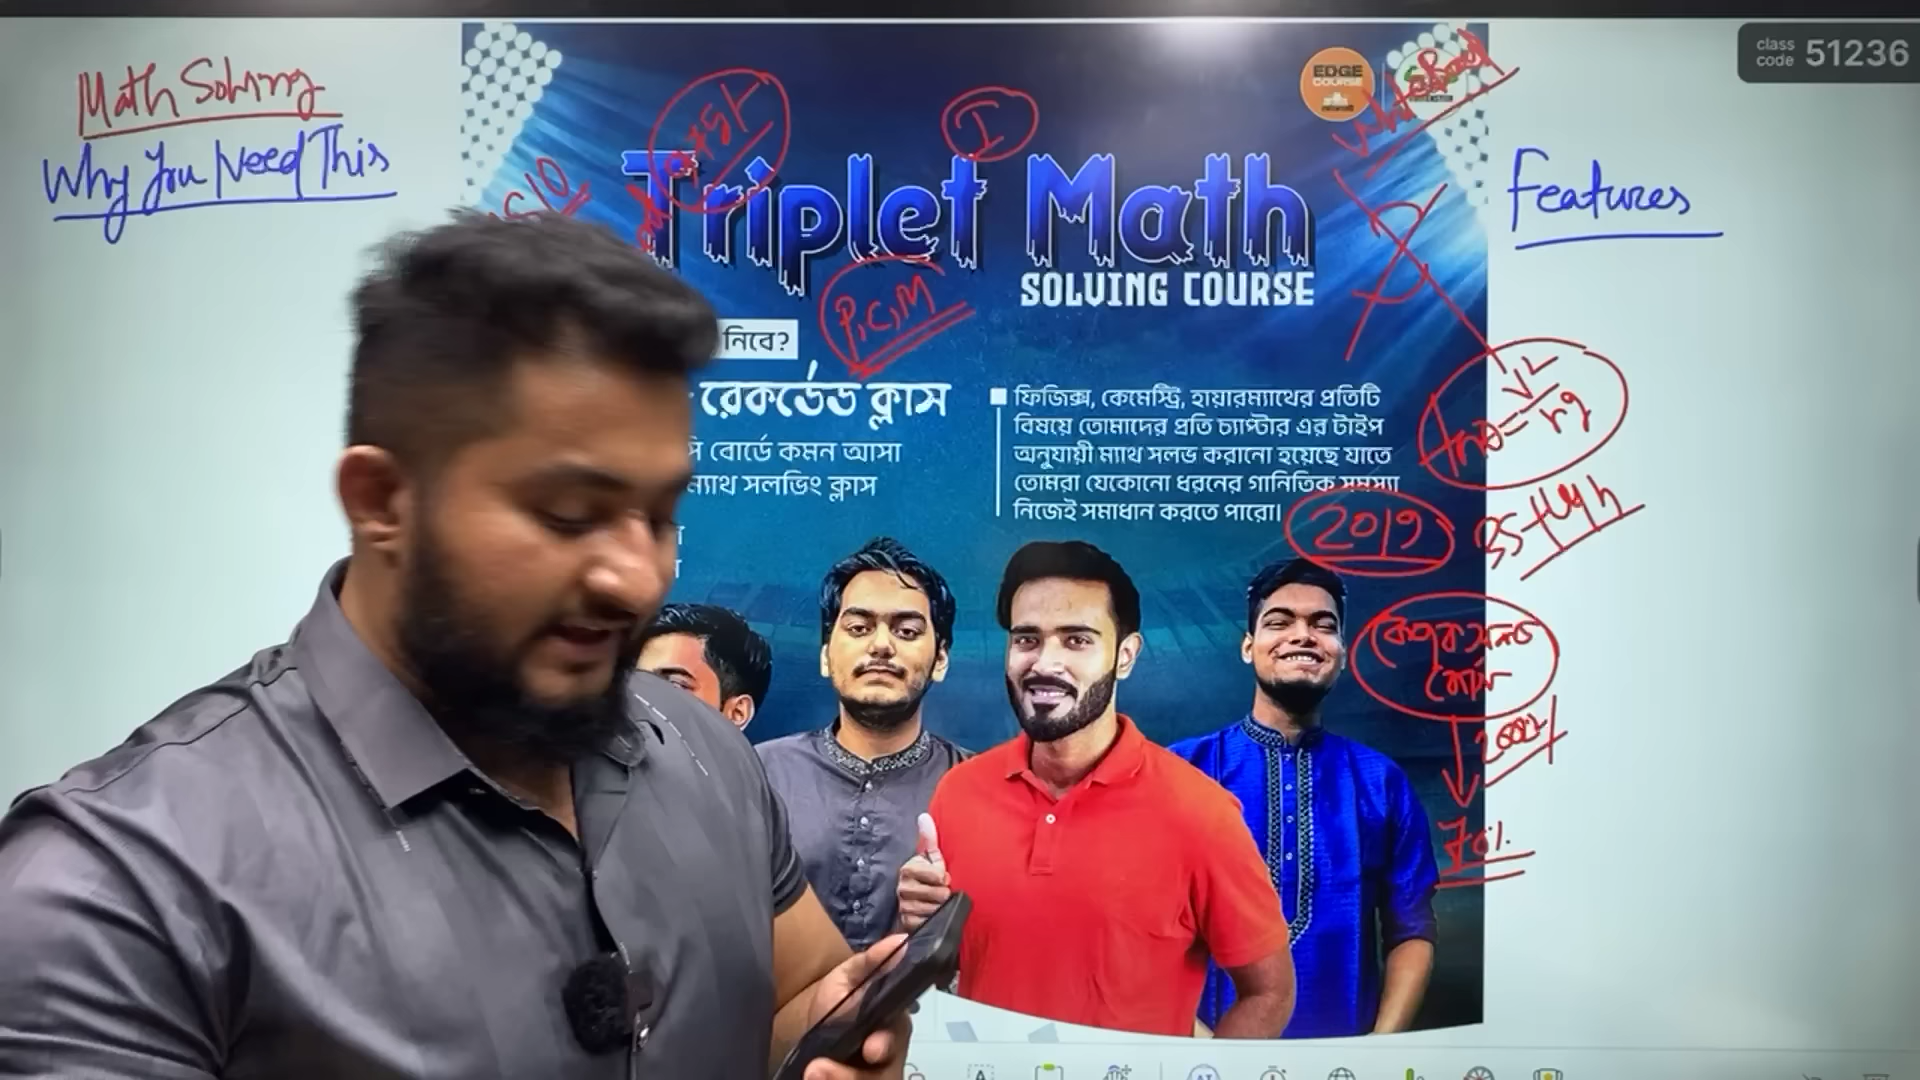 class code 51236
Math Solving
Why You Need This
Features
EDGE
COURSE
I
Triplet Math
SOLVING COURSE
P, C, M
নিবে?
রেকর্ডেড ক্লাস
বোর্ডে কমন আসা
ম্যাথ সলভিং ক্লাস
ফিজিক্স, কেমেস্ট্রি, হায়ারম্যাথের প্রতিটি
বিষয়ে তোমাদের প্রতি চ্যাপ্টার এর টাইপ
অনুযায়ী ম্যাথ সলভ করানো হয়েছে যাতে
তোমরা যেকোনো ধরনের গানিতিক সমস্যা
নিজেই সমাধান করতে পারো।
2019
70%